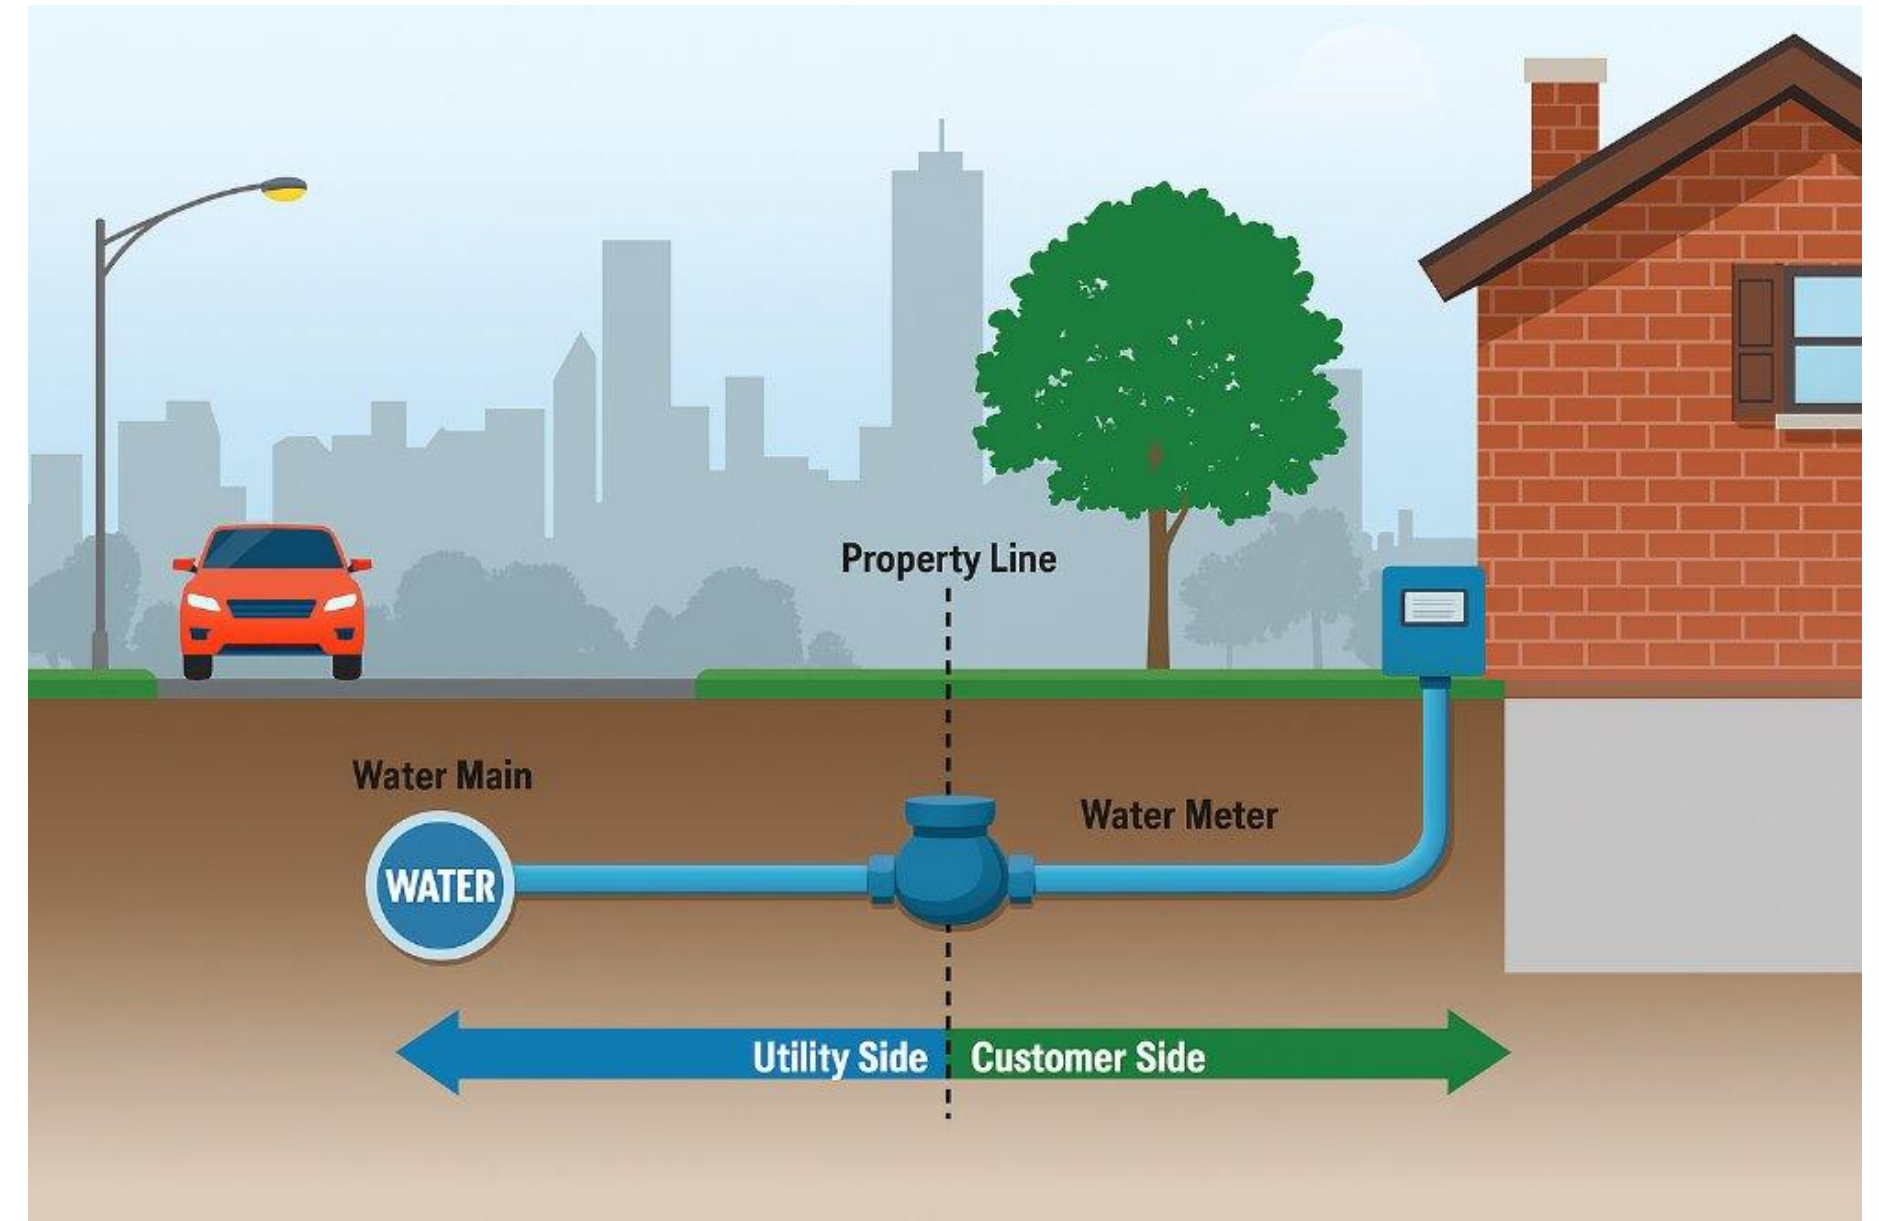 Property Line
Water Main
Water Meter
WATER
Utility Side
Customer Side